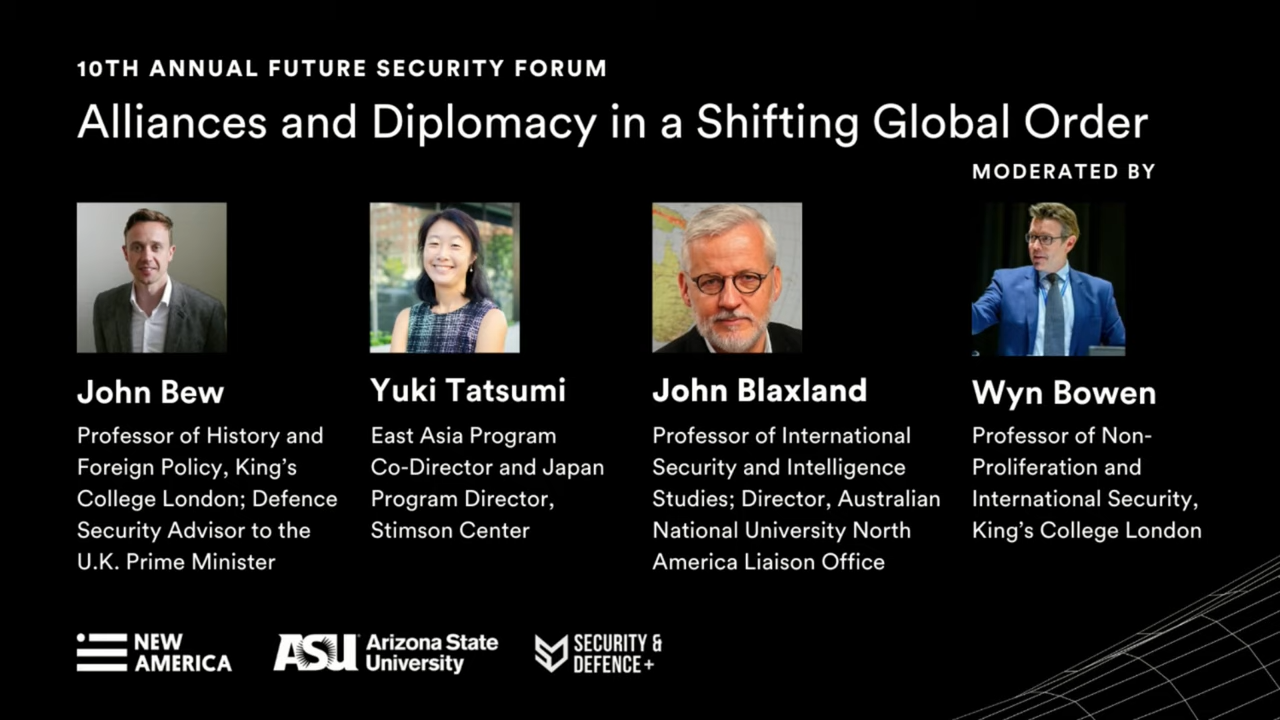 10TH ANNUAL FUTURE SECURITY FORUM
Alliances and Diplomacy in a Shifting Global Order
MODERATED BY
John Bew
Professor of History and
Foreign Policy, King's
College London; Defence
Security Advisor to the
U.K. Prime Minister
Yuki Tatsumi
East Asia Program
Co-Director and Japan
Program Director,
Stimson Center
John Blaxland
Professor of International
Security and Intelligence
Studies; Director, Australian
National University North
America Liaison Office
Wyn Bowen
Professor of Non-
Proliferation and
International Security,
King's College London
NEW
AMERICA
ASU Arizona State
University
SECURITY &
DEFENCE+